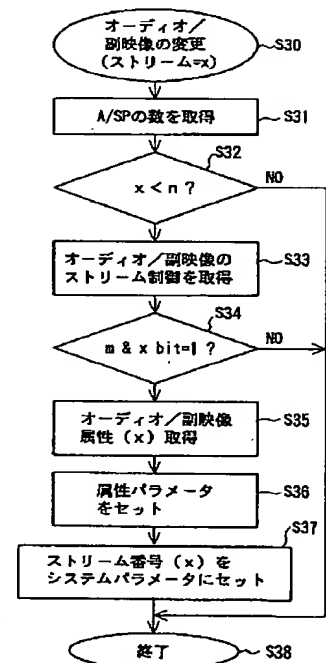 オーディオ/
副映像の変更
(ストリーム=x)
S30
A/SPの数を取得
S31
S32
x < n ?
NO
オーディオ/副映像の
ストリーム制御を取得
S33
S34
m & x bit=1 ?
NO
オーディオ/副映像
属性 (x) 取得
S35
属性パラメータ
をセット
S36
S37
ストリーム番号 (x) を
システムパラメータにセット
終了
S38